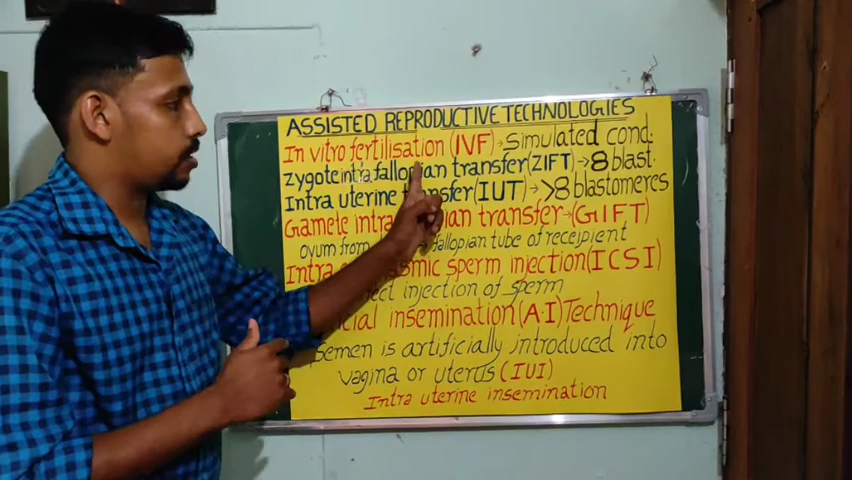 ASSISTED REPRODUCTIVE TECHNOLOGIES
In vitro fertilisation (IVF)→Simulated cond.
Zygote intra fallopian transfer (ZIFT)→8 blast.
Intra uterine transfer (IUT)→>8 Blastomeres
Gamete intra transfer→(GIFT)
ovum from fallopian tube of receipient
Intra sperm injection (ICSI)
injection of sperm
insemination (A.I) Technique
semen is artificially introduced into
vagina or uterus (IUI)
Intra uterine insemination